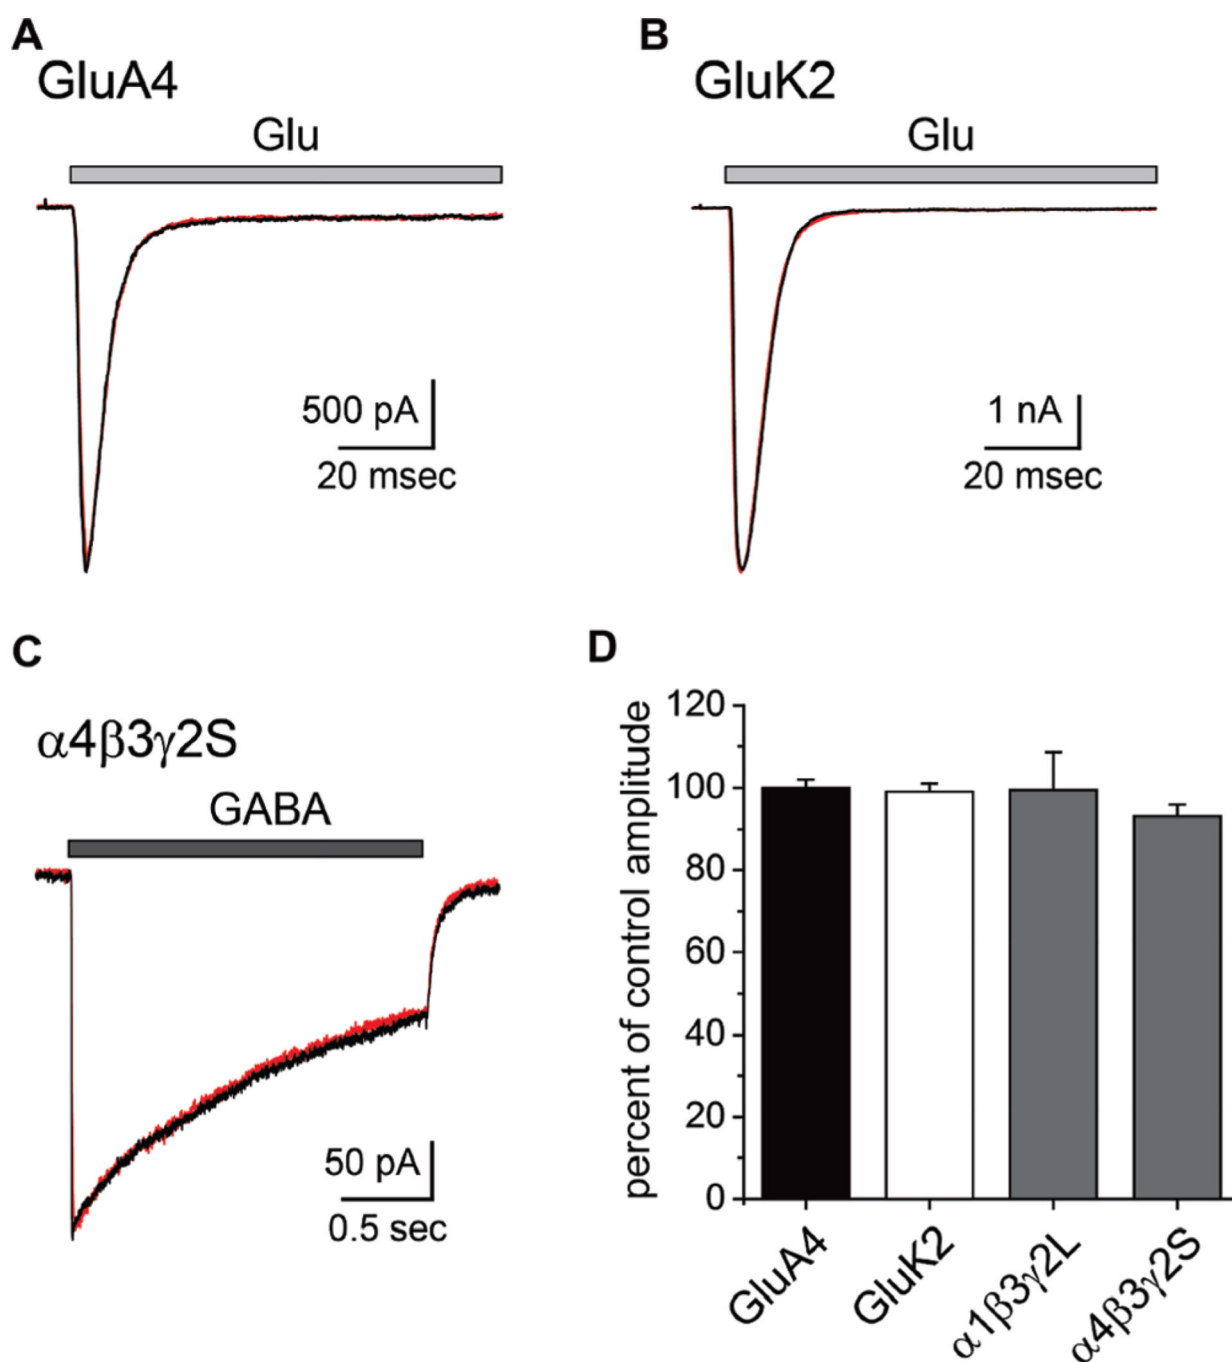 A
GluA4
Glu
500 pA
20 msec
B
GluK2
Glu
1 nA
20 msec
C
α4β3γ2S
GABA
50 pA
0.5 sec
D
percent of control amplitude
120
100
80
60
40
20
0
GluA4
GluK2
α1β3γ2L
α4β3γ2S